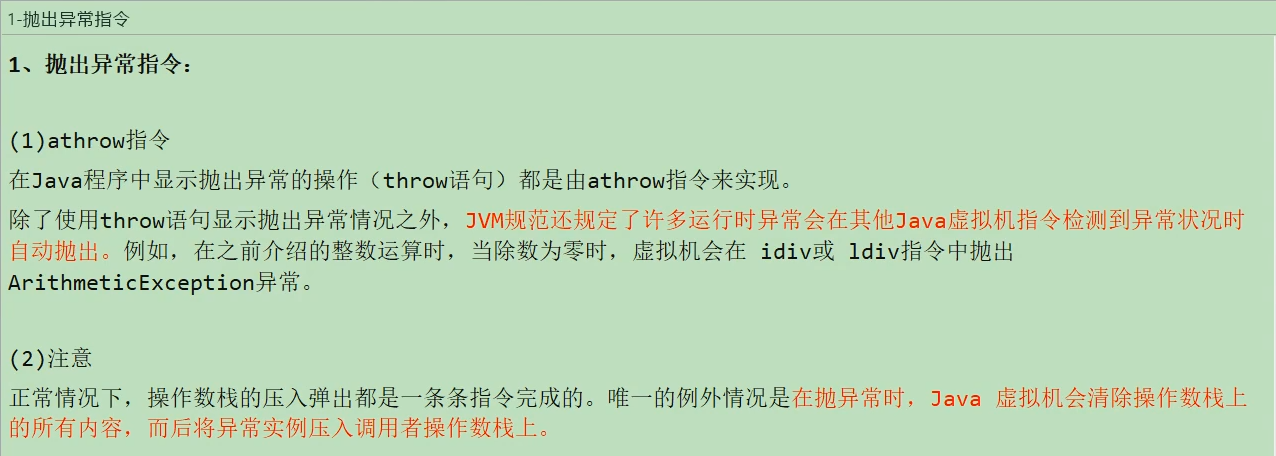 1-抛出异常指令
1、抛出异常指令：
(1)athrow指令
在Java程序中显示抛出异常的操作（throw语句）都是由athrow指令来实现。
除了使用throw语句显示抛出异常情况之外，JVM规范还规定了许多运行时异常会在其他Java虚拟机指令检测到异常状况时
自动抛出。例如，在之前介绍的整数运算时，当除数为零时，虚拟机会在 idiv或 ldiv指令中抛出
ArithmeticException异常。
(2)注意
正常情况下，操作数栈的压入弹出都是一条条指令完成的。唯一的例外情况是在抛异常时，Java 虚拟机会清除操作数栈上
的所有内容，而后将异常实例压入调用者操作数栈上。